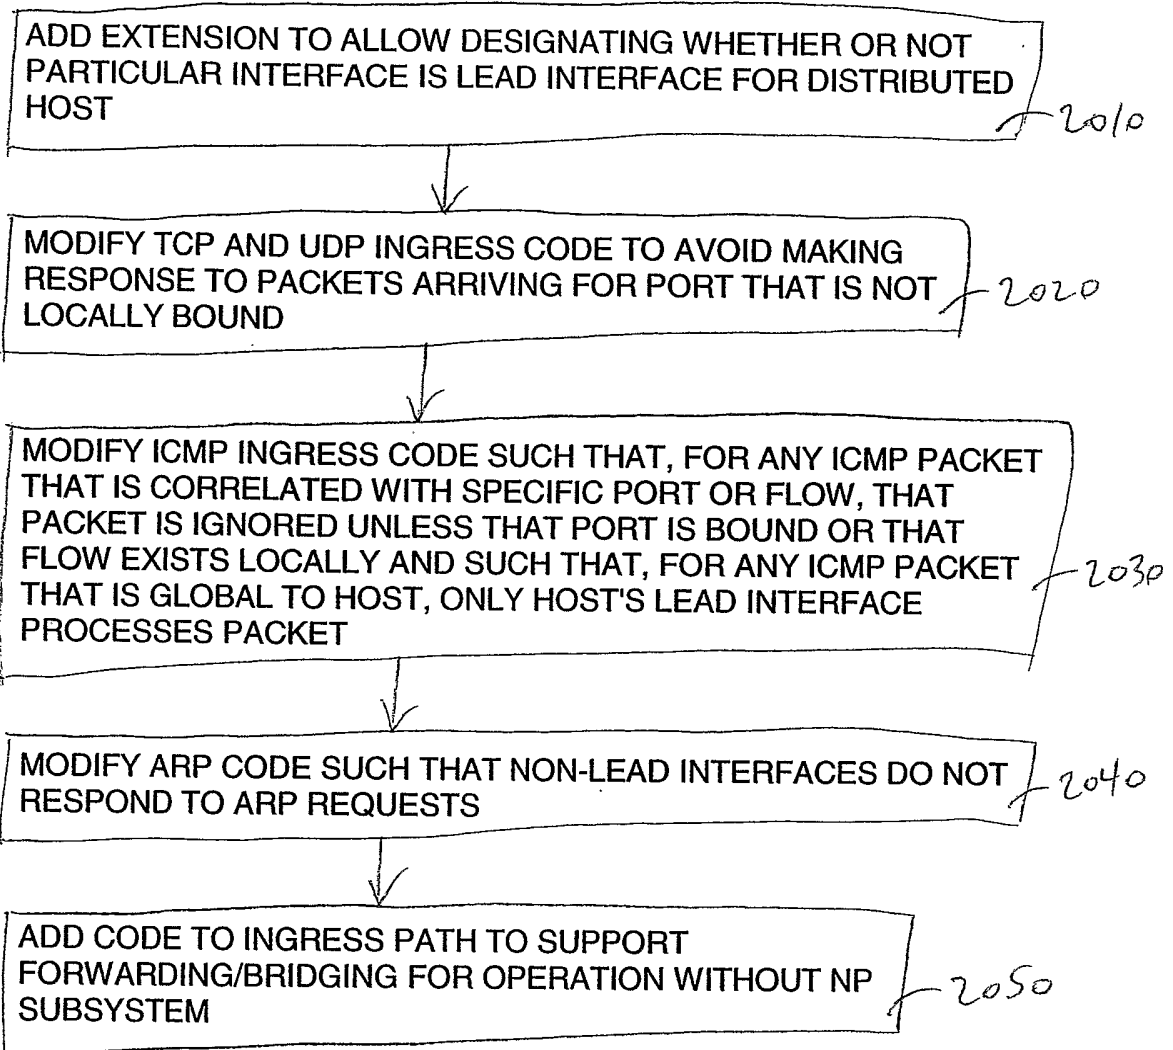 ADD EXTENSION TO ALLOW DESIGNATING WHETHER OR NOT
PARTICULAR INTERFACE IS LEAD INTERFACE FOR DISTRIBUTED
HOST
2010
MODIFY TCP AND UDP INGRESS CODE TO AVOID MAKING
RESPONSE TO PACKETS ARRIVING FOR PORT THAT IS NOT
LOCALLY BOUND
2020
MODIFY ICMP INGRESS CODE SUCH THAT, FOR ANY ICMP PACKET
THAT IS CORRELATED WITH SPECIFIC PORT OR FLOW, THAT
PACKET IS IGNORED UNLESS THAT PORT IS BOUND OR THAT
FLOW EXISTS LOCALLY AND SUCH THAT, FOR ANY ICMP PACKET
THAT IS GLOBAL TO HOST, ONLY HOST'S LEAD INTERFACE
PROCESSES PACKET
2030
MODIFY ARP CODE SUCH THAT NON-LEAD INTERFACES DO NOT
RESPOND TO ARP REQUESTS
2040
ADD CODE TO INGRESS PATH TO SUPPORT
FORWARDING/BRIDGING FOR OPERATION WITHOUT NP
SUBSYSTEM
2050